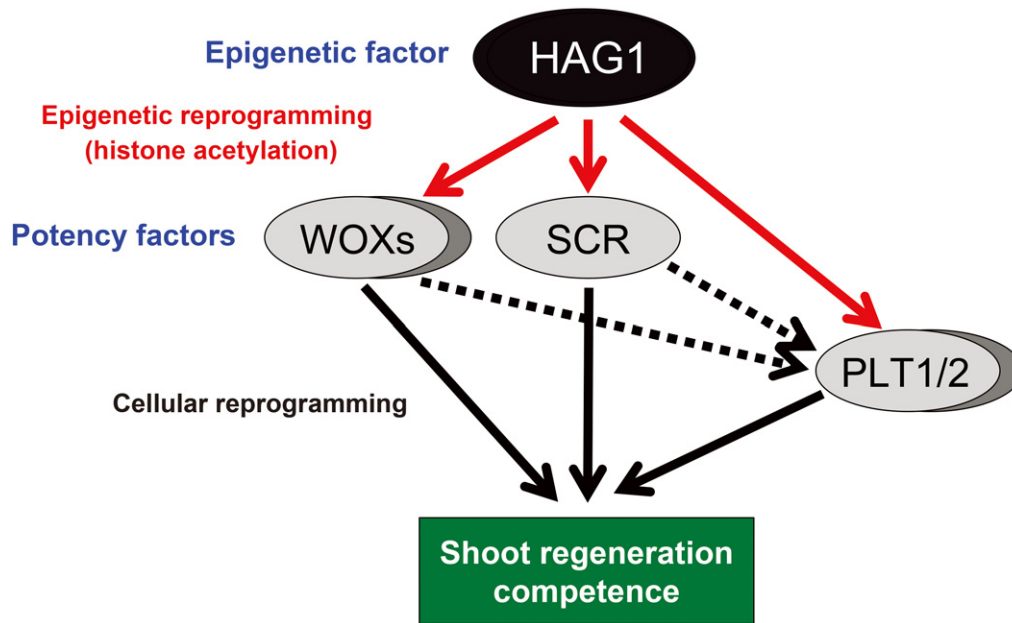 Epigenetic factor
HAG1
Epigenetic reprogramming
(histone acetylation)
Potency factors
WOXs
SCR
PLT1/2
Cellular reprogramming
Shoot regeneration
competence